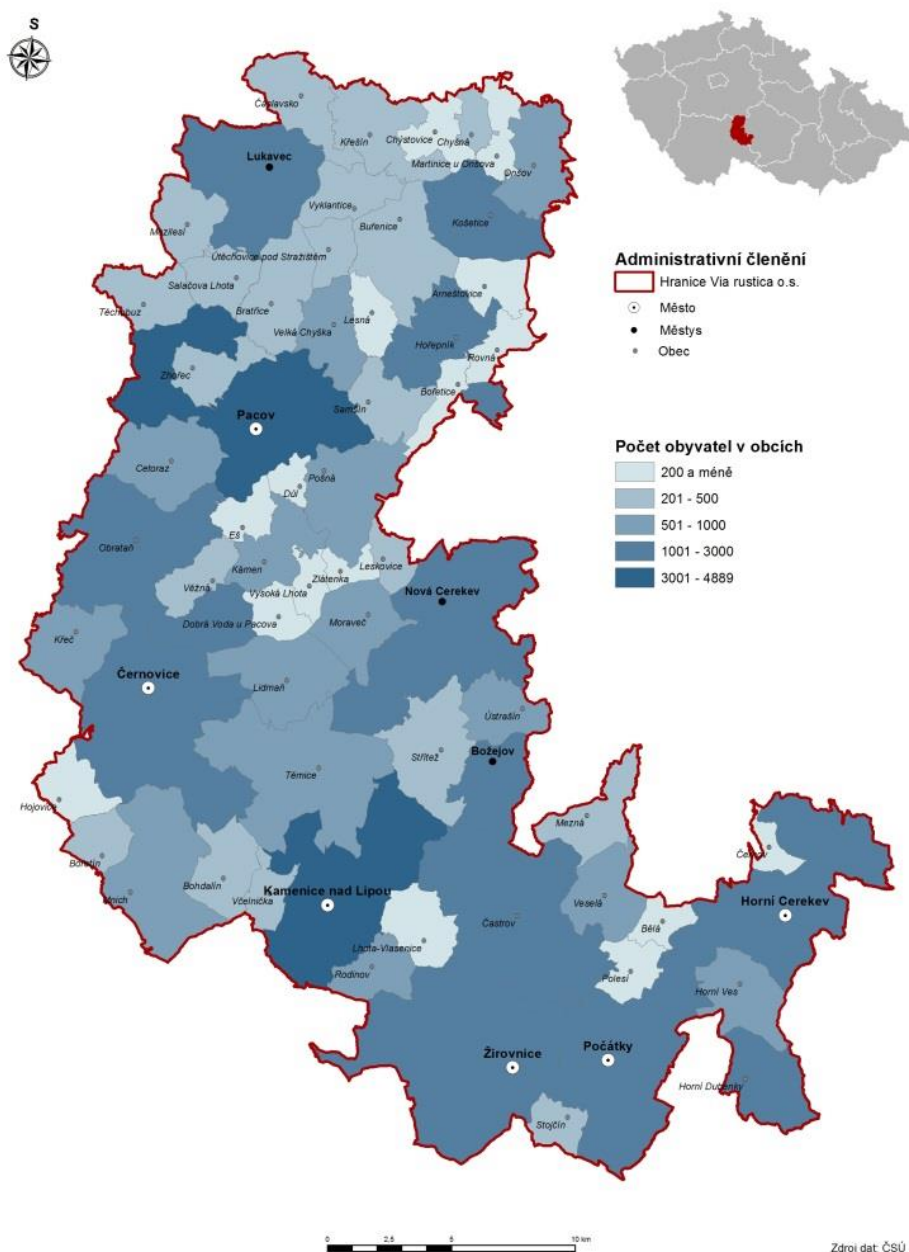 S
Čáslavsko
Křešín
Chýstovice
Chyšná
Lukavec
Martinice u Onšova
Onšov
Vyklantice
Buřenice
Košetice
Mezilesí
Útěchovice pod Stražištěm
Salačova Lhota
Arneštovice
Těchobuz
Bratřice
Velká Chyška
Lesná
Hořepník
Rovná
Zhořec
Bořetice
Samšín
Pacov
Cetoraz
Pošná
Důl
Eš
Obrataň
Leskovice
Kámen
Zlátenka
Věžná
Vysoká Lhota
Nová Cerekev
Dobrá Voda u Pacova
Moraveč
Křeč
Černovice
Lidmaň
Ústrašín
Střítež
Božejov
Těmice
Hojovice
Mezná
Čejkov
Boratín
Bohdalín
Mnich
Včelnička
Kamenice nad Lipou
Veselá
Častrov
Horní Cerekev
Bělá
Lhota-Vlasenice
Rodinov
Polesí
Horní Ves
Žirovnice
Počátky
Horní Dubenky
Stojčín
Administrativní členění
Hranice Via rustica o.s.
Město
Městys
Obec
Počet obyvatel v obcích
200 a méně
201 - 500
501 - 1000
1001 - 3000
3001 - 4889
0 2,5 5 10 km
Zdroj dat: ČSÚ